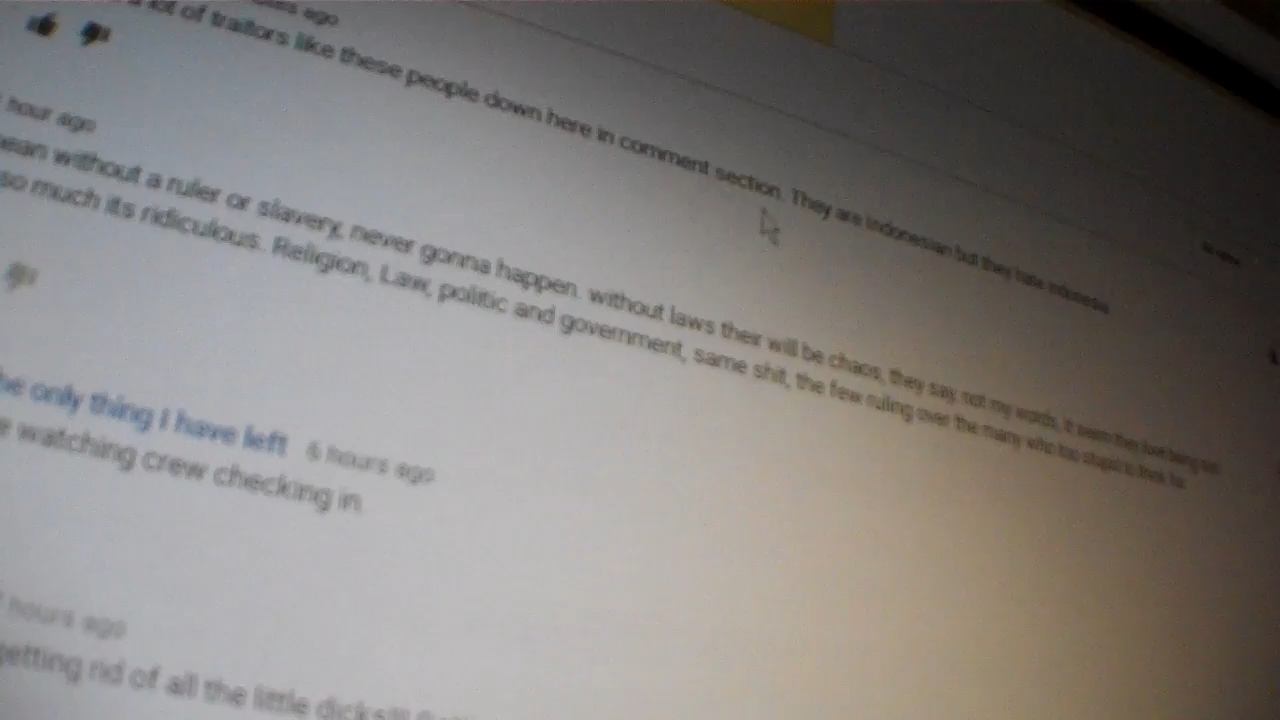 ago
lot of traitors like these people down here in comment section. They are Indonesian but they hate Indonesia
hour ago
without a ruler or slavery, never gonna happen. without laws their will be chaos, they say, not my words, it seem they love being
so much its ridiculous. Religion, Law, politic and government, same shit, the few ruling over the many who too stupid to think
only thing I have left 6 hours ago
watching crew checking in
hours ago
getting rid of all the little dicks!!!